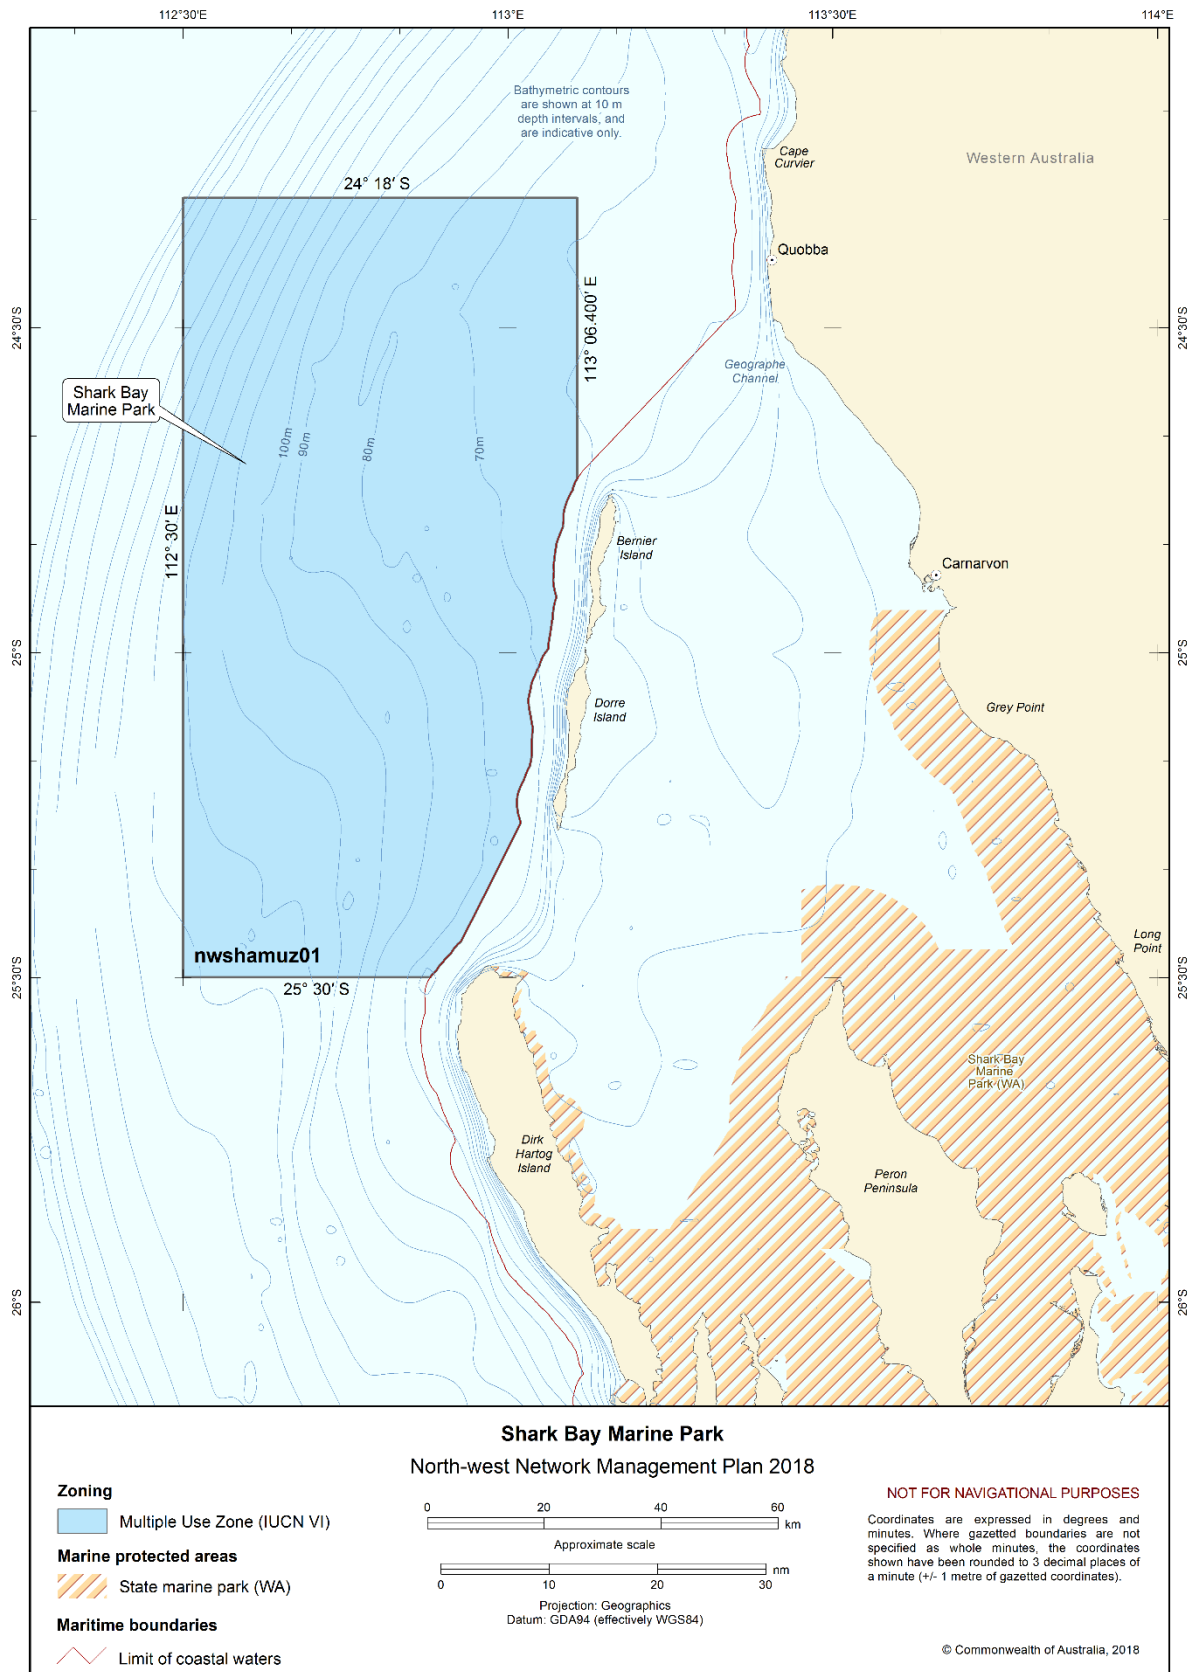 112°30′E
113°E
113°30′E
114°E
Bathymetric contours
are shown at 10 m
depth intervals, and
are indicative only.
Cape
Cuvier
Western Australia
24° 18′ S
Quobba
113° 06.400′ E
24°30′S
24°30′S
Geographe
Channel
Shark Bay
Marine Park
100m
90m
80m
70m
112° 30′ E
Bernier
Island
Carnarvon
25°S
25°S
Dorre
Island
Grey Point
Long
Point
nwshamuz01
25° 30′ S
25°30′S
25°30′S
Shark Bay
Marine
Park (WA)
Dirk
Hartog
Island
Peron
Peninsula
26°S
26°S
Shark Bay Marine Park
North-west Network Management Plan 2018
Zoning
Multiple Use Zone (IUCN VI)
Marine protected areas
State marine park (WA)
Maritime boundaries
Limit of coastal waters
0 20 40 60
km
Approximate scale
nm
0 10 20 30
Projection: Geographics
Datum: GDA94 (effectively WGS84)
NOT FOR NAVIGATIONAL PURPOSES
Coordinates are expressed in degrees and
minutes. Where gazetted boundaries are not
specified as whole minutes, the coordinates
shown have been rounded to 3 decimal places of
a minute (+/- 1 metre of gazetted coordinates).
© Commonwealth of Australia, 2018